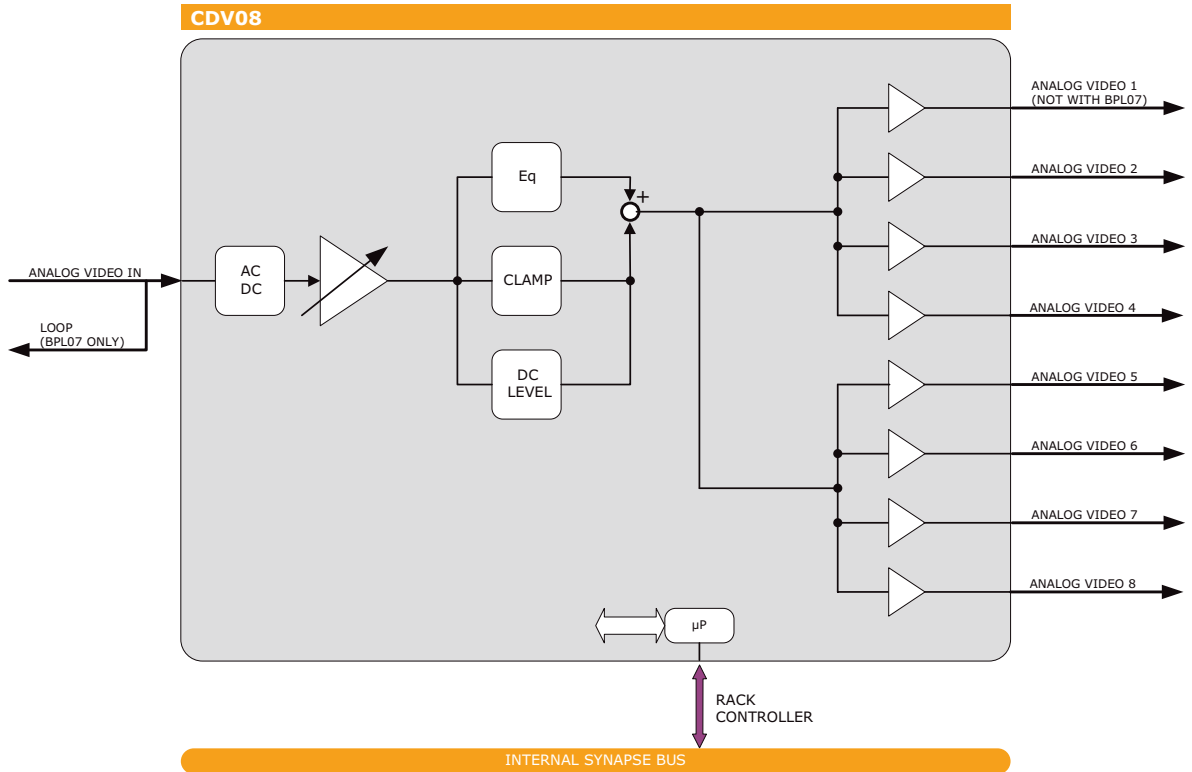 CDV08
ANALOG VIDEO IN
LOOP
(BPL07 ONLY)
AC
DC
Eq
+
CLAMP
DC
LEVEL
ANALOG VIDEO 1
(NOT WITH BPL07)
ANALOG VIDEO 2
ANALOG VIDEO 3
ANALOG VIDEO 4
ANALOG VIDEO 5
ANALOG VIDEO 6
ANALOG VIDEO 7
ANALOG VIDEO 8
µP
RACK
CONTROLLER
INTERNAL SYNAPSE BUS